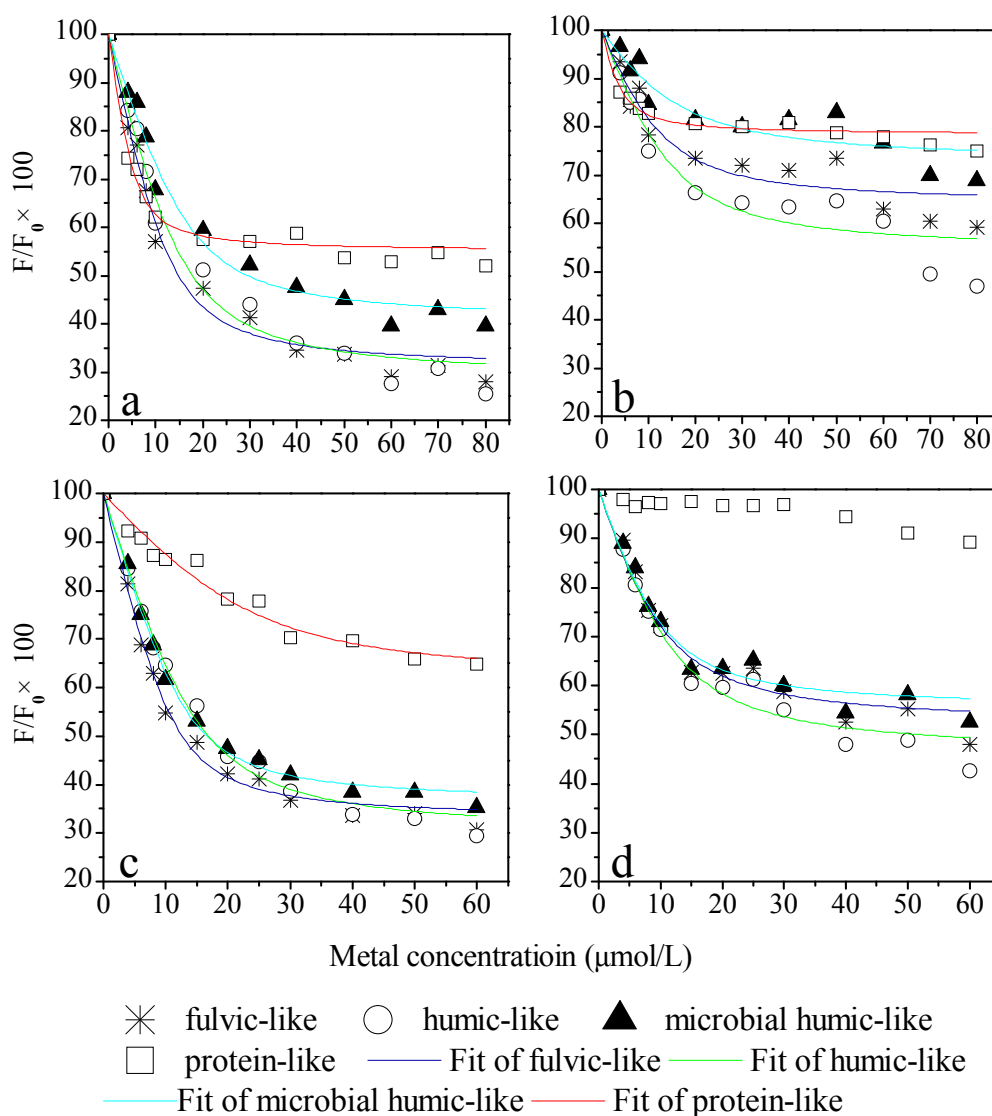 F/F0 × 100
100
90
80
70
60
50
40
30
20
a
0 10 20 30 40 50 60 70 80
100
90
80
70
60
50
40
30
20
b
0 10 20 30 40 50 60 70 80
F/F0 × 100
100
90
80
70
60
50
40
30
20
c
0 10 20 30 40 50 60
100
90
80
70
60
50
40
30
20
d
0 10 20 30 40 50 60
Metal concentratioin (μmol/L)
fulvic-like humic-like microbial humic-like
protein-like Fit of fulvic-like Fit of humic-like
Fit of microbial humic-like Fit of protein-like